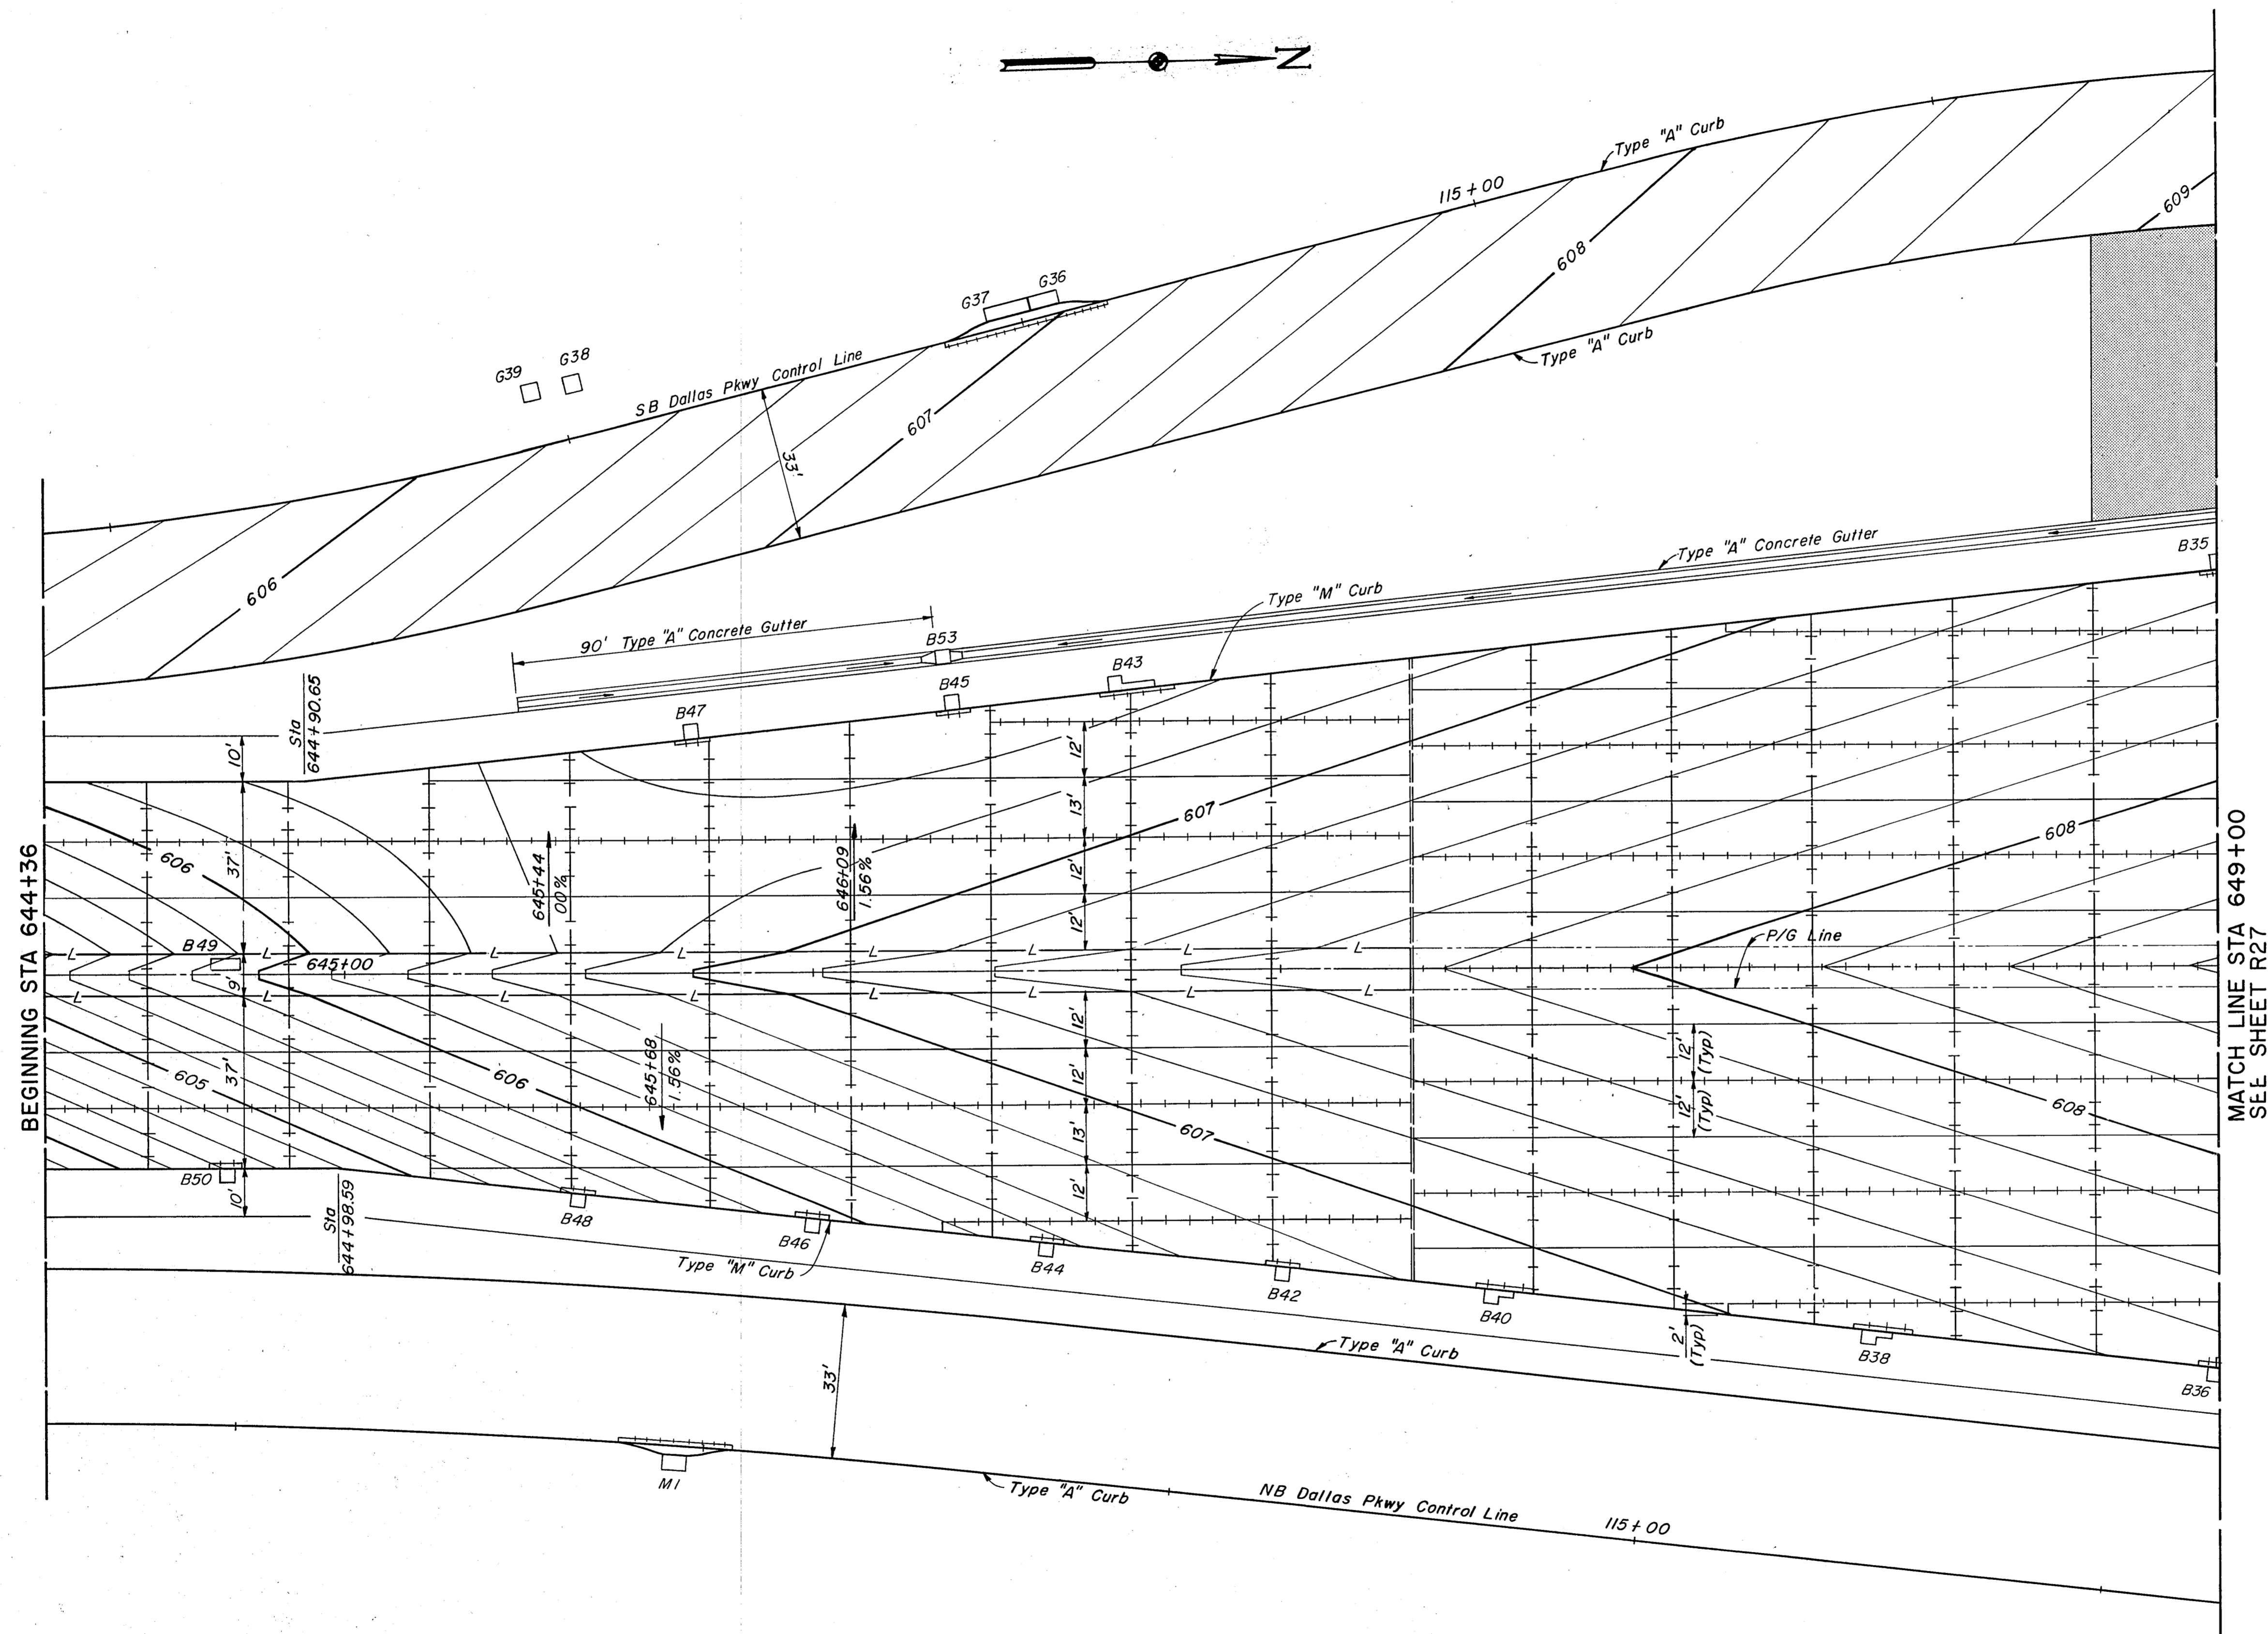 N
Type "A" Curb
115+00
609
608
G37
G36
Type "A" Curb
G39
G38
SB Dallas Pkwy Control Line
607
33'
606
Type "A" Concrete Gutter
B35
Type "M" Curb
90' Type "A" Concrete Gutter
B53
B43
B45
B47
Sta
644+90.65
10'
12'
13'
607
12'
12'
608
606
37'
645+44
00%
646+09
1.56%
BEGINNING STA 644+36
MATCH LINE STA 649+00
SEE SHEET R27
L
B49
L
L
L
L
L
L
L
P/G Line
645+00
9'
L
L
L
L
L
L
L
L
12'
12'
13'
12'
605
37'
606
645+68
1.56%
607
12'
(Typ)
12'
(Typ)
608
B50
10'
Sta
644+98.59
B48
B46
Type "M" Curb
B44
B42
B40
2'
(Typ)
B38
B36
Type "A" Curb
33'
M1
Type "A" Curb
NB Dallas Pkwy Control Line
115+00